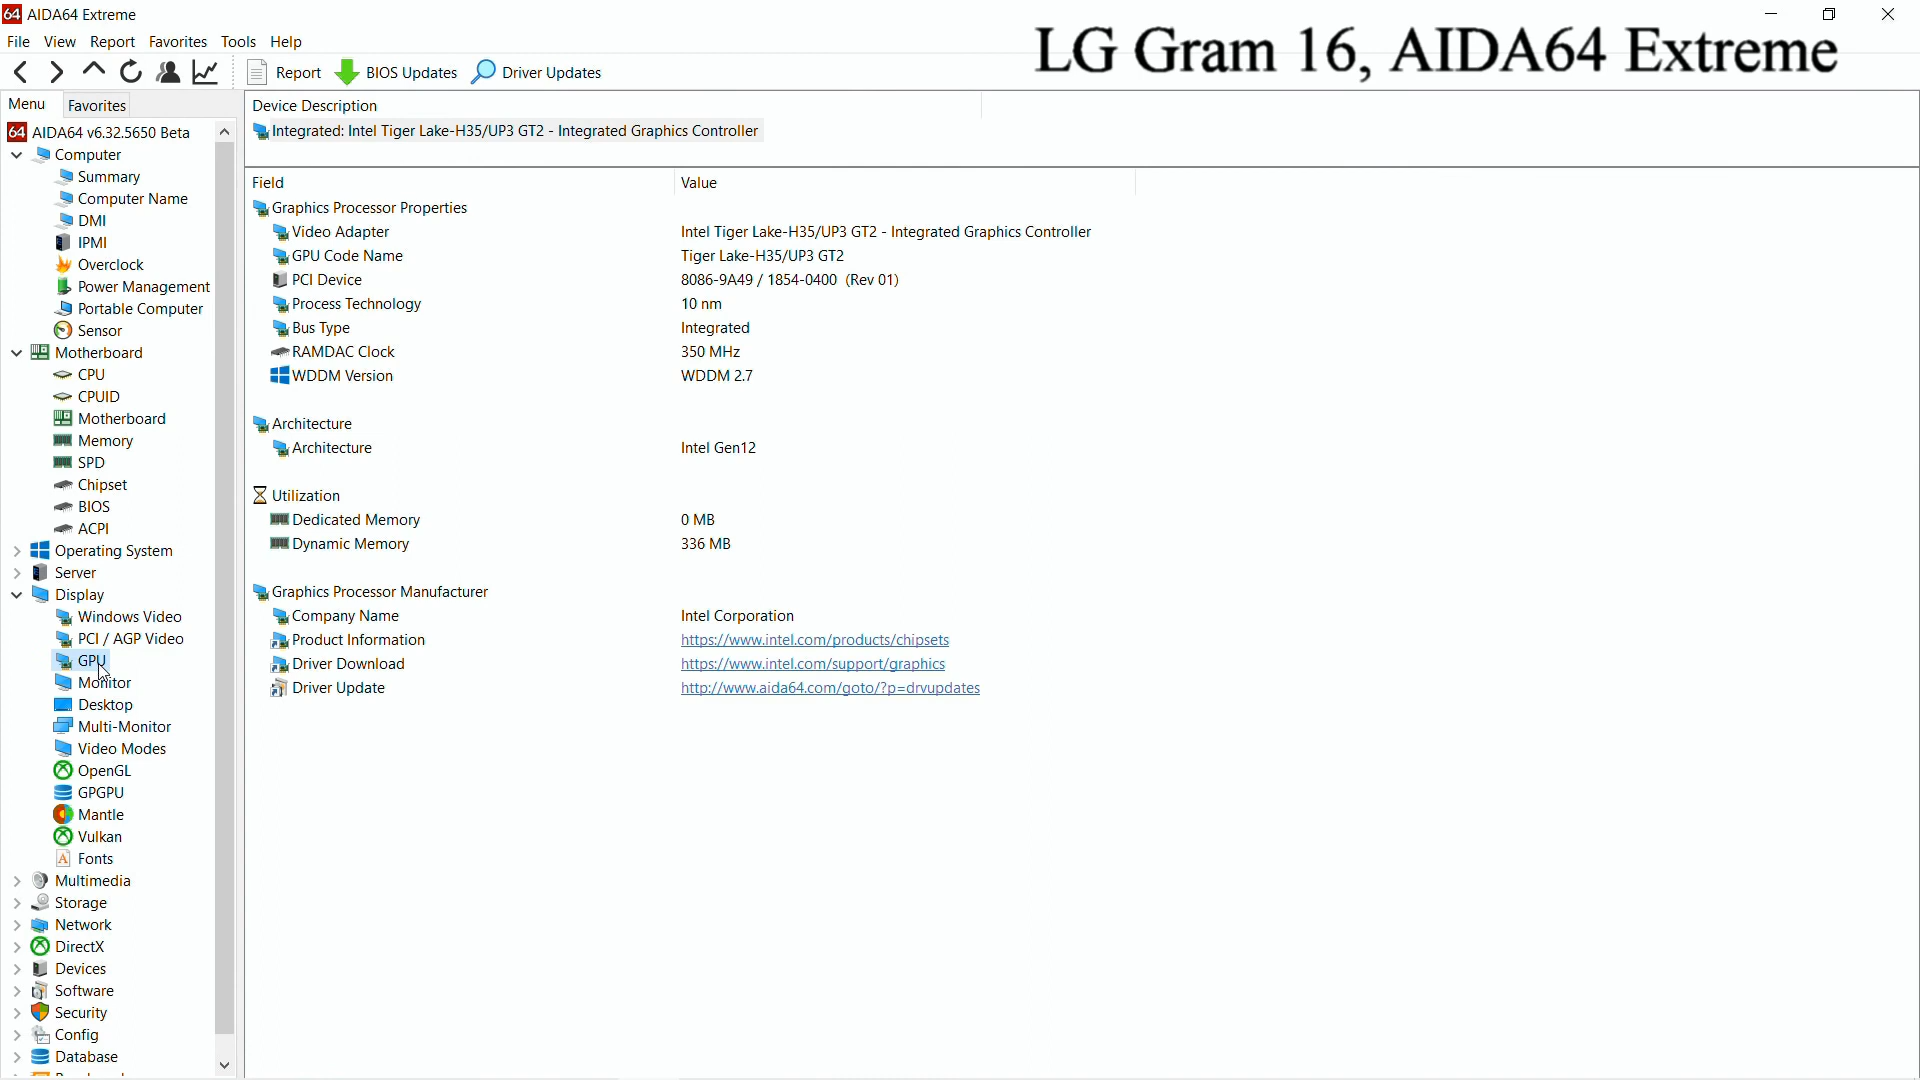 AIDA64 Extreme
LG Gram 16, AIDA64 Extreme
File View Report Favorites Tools Help
Report BIOS Updates Driver Updates
Menu Favorites
AIDA64 v6.32.5650 Beta
Computer
Summary
Computer Name
DMI
IPMI
Overclock
Power Management
Portable Computer
Sensor
Motherboard
CPU
CPUID
Motherboard
Memory
SPD
Chipset
BIOS
ACPI
Operating System
Server
Display
Windows Video
PCI / AGP Video
GPU
Monitor
Desktop
Multi-Monitor
Video Modes
OpenGL
GPGPU
Mantle
Vulkan
Fonts
Multimedia
Storage
Network
DirectX
Devices
Software
Security
Config
Database
Device Description
Integrated: Intel Tiger Lake-H35/UP3 GT2 - Integrated Graphics Controller
Field Value
Graphics Processor Properties
Video Adapter Intel Tiger Lake-H35/UP3 GT2 - Integrated Graphics Controller
GPU Code Name Tiger Lake-H35/UP3 GT2
PCI Device 8086-9A49 / 1854-0400 (Rev 01)
Process Technology 10 nm
Bus Type Integrated
RAMDAC Clock 350 MHz
WDDM Version WDDM 2.7
Architecture
Architecture Intel Gen12
Utilization
Dedicated Memory 0 MB
Dynamic Memory 336 MB
Graphics Processor Manufacturer
Company Name Intel Corporation
Product Information https://www.intel.com/products/chipsets
Driver Download https://www.intel.com/support/graphics
Driver Update http://www.aida64.com/goto/?p=drvupdates